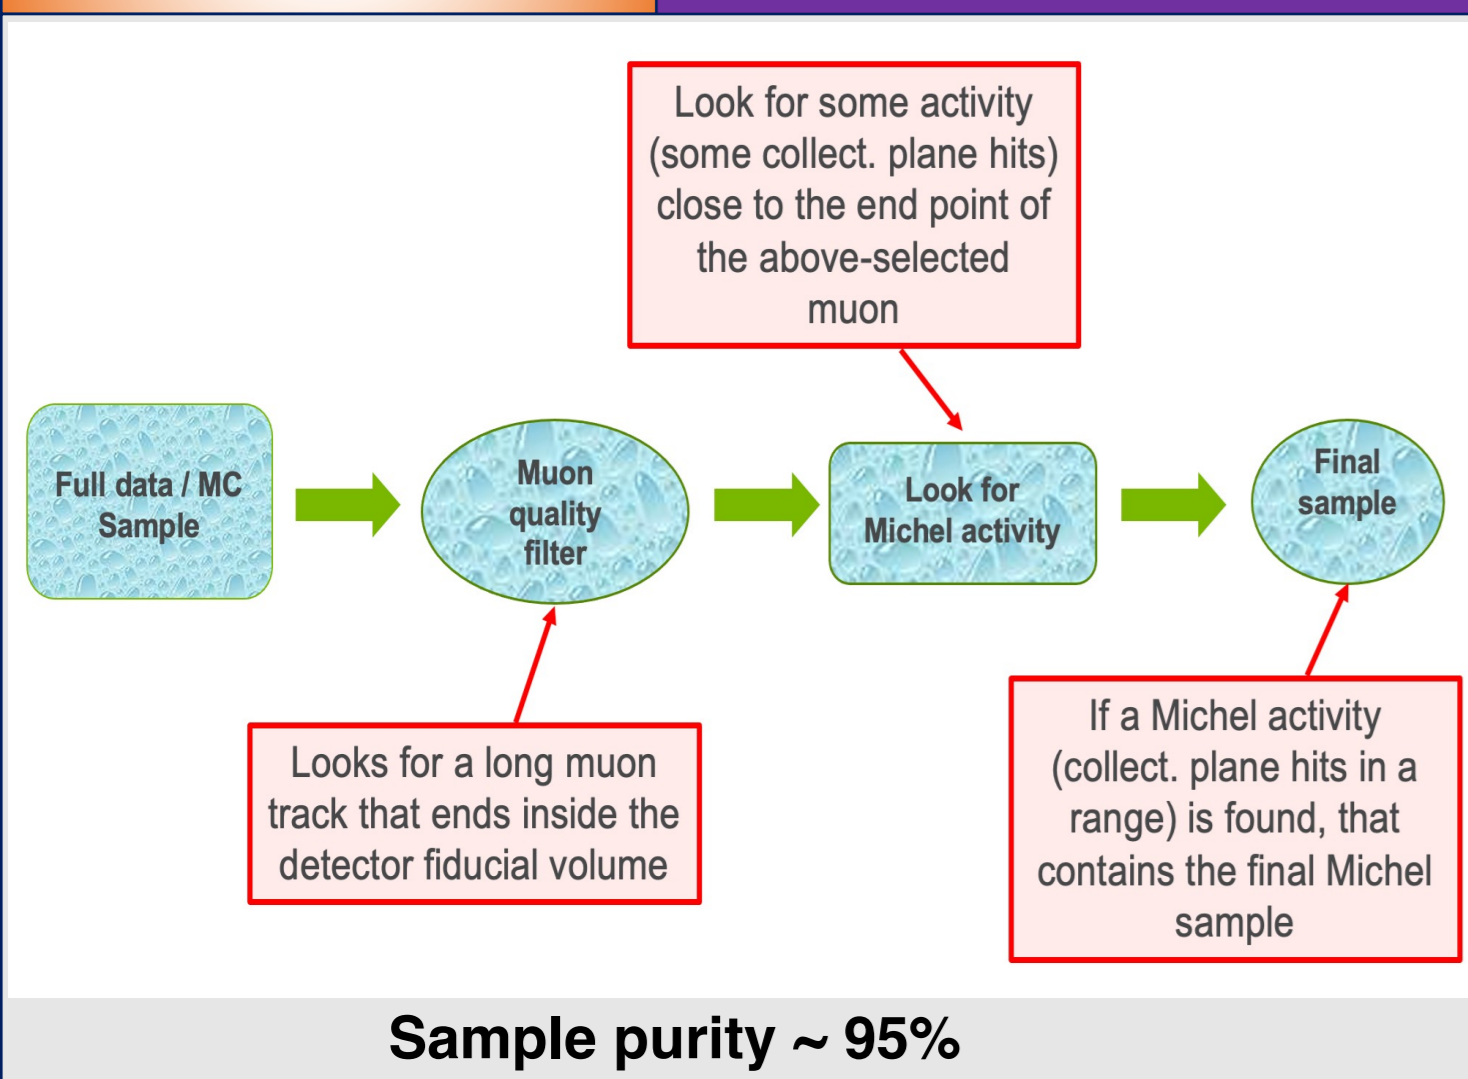 Look for some activity
(some collect. plane hits)
close to the end point of
the above-selected
muon
Full data / MC
Sample
Muon
quality
filter
Look for
Michel activity
Final
sample
Looks for a long muon
track that ends inside the
detector fiducial volume
If a Michel activity
(collect. plane hits in a
range) is found, that
contains the final Michel
sample
Sample purity ~ 95%